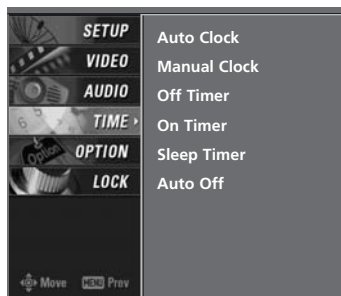 SETUP
VIDEO
AUDIO
TIME
OPTION
LOCK
Move MENU Prev
Auto Clock
Manual Clock
Off Timer
On Timer
Sleep Timer
Auto Off